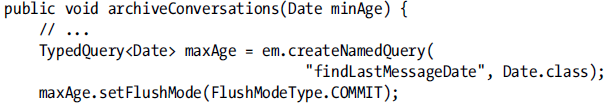 public void archiveConversations(Date minAge) {
// ...
TypedQuery<Date> maxAge = em.createNamedQuery(
"findLastMessageDate", Date.class);
maxAge.setFlushMode(FlushModeType.COMMIT);